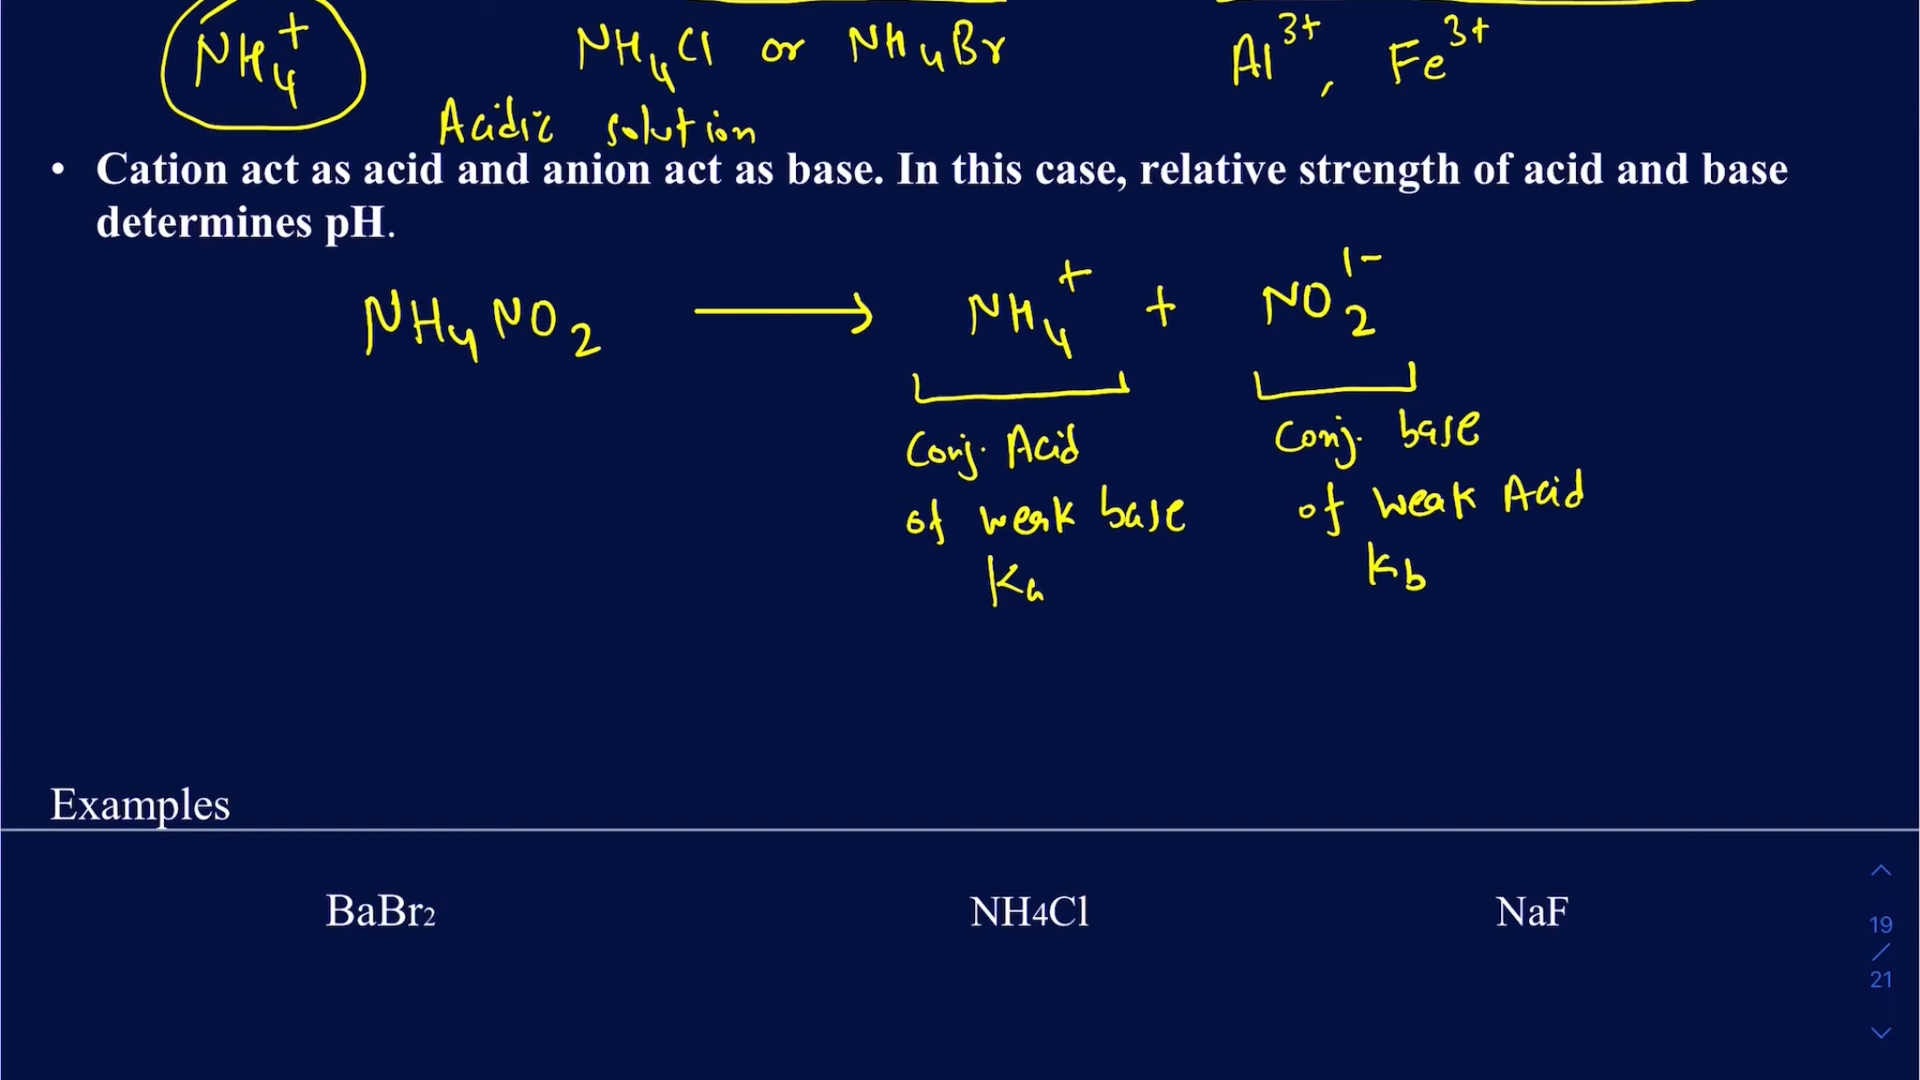 NH₄⁺ NH₄Cl or NH₄Br Al³⁺, Fe³⁺
Acidic solution
• Cation act as acid and anion act as base. In this case, relative strength of acid and base
determines pH.
NH₄NO₂ ⟶ NH₄⁺ + NO₂¹⁻
Conj. Acid Conj. base
of weak base of weak Acid
Ka Kb
Examples
BaBr₂ NH4Cl NaF
19
/
21